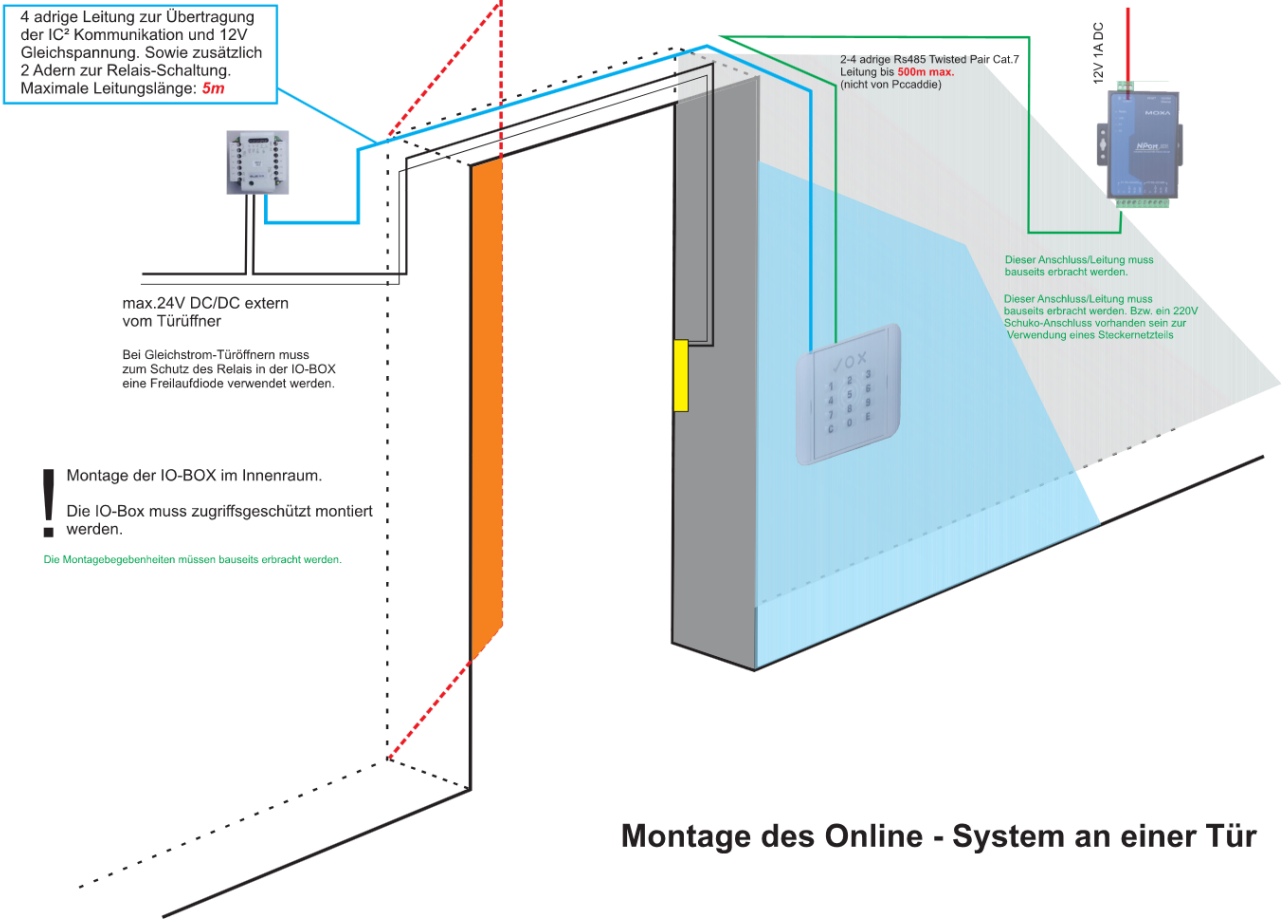 4 adrige Leitung zur Übertragung
der IC² Kommunikation und 12V
Gleichspannung. Sowie zusätzlich
2 Adern zur Relais-Schaltung.
Maximale Leitungslänge: 5m
2-4 adrige Rs485 Twisted Pair Cat.7
Leitung bis 500m max.
(nicht von Pccaddie)
12V 1A DC
MOXA
NPort
Dieser Anschluss/Leitung muss
bauseits erbracht werden.
Dieser Anschluss/Leitung muss
bauseits erbracht werden. Bzw. ein 220V
Schuko-Anschluss vorhanden sein zur
Verwendung eines Steckernetzteils
max.24V DC/DC extern
vom Türüffner
Bei Gleichstrom-Türöffnern muss
zum Schutz des Relais in der IO-BOX
eine Freilaufdiode verwendet werden.
✓OX
1 2 3
4 5 6
7 8 9
C 0 E
! Montage der IO-BOX im Innenraum.
Die IO-Box muss zugriffsgeschützt montiert
werden.
Die Montagebegebenheiten müssen bauseits erbracht werden.
Montage des Online - System an einer Tür